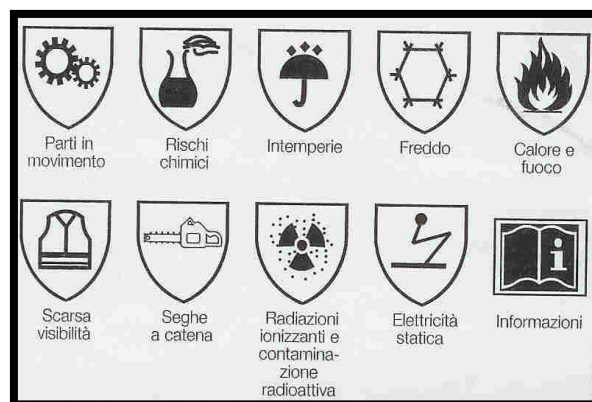 Parti in
movimento
Rischi
chimici
Intemperie
Freddo
Calore e
fuoco
Scarsa
visibilità
Seghe
a catena
Radiazioni
ionizzanti e
contamina-
zione
radioattiva
Elettricità
statica
i
Informazioni